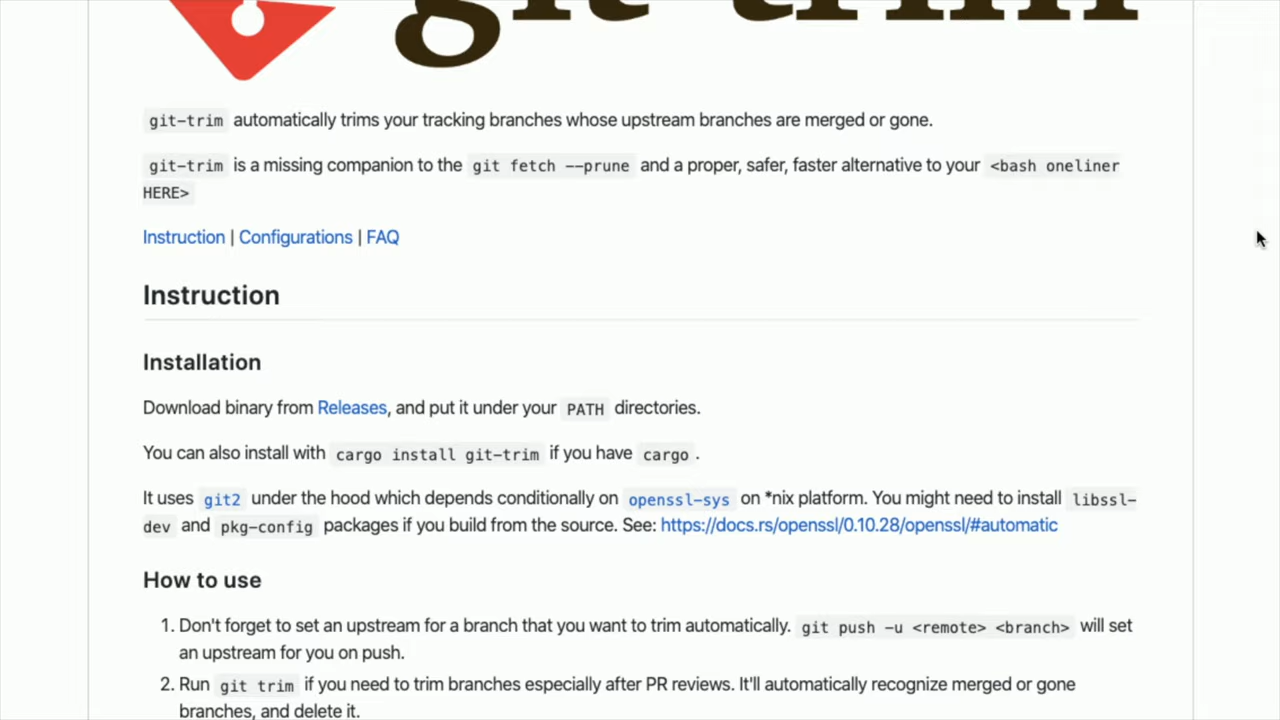 git-trim
git-trim automatically trims your tracking branches whose upstream branches are merged or gone.
git-trim is a missing companion to the git fetch --prune and a proper, safer, faster alternative to your <bash oneliner
HERE>
Instruction | Configurations | FAQ
Instruction
Installation
Download binary from Releases, and put it under your PATH directories.
You can also install with cargo install git-trim if you have cargo .
It uses git2 under the hood which depends conditionally on openssl-sys on *nix platform. You might need to install libssl-
dev and pkg-config packages if you build from the source. See: https://docs.rs/openssl/0.10.28/openssl/#automatic
How to use
1. Don't forget to set an upstream for a branch that you want to trim automatically. git push -u <remote> <branch> will set
an upstream for you on push.
2. Run git trim if you need to trim branches especially after PR reviews. It'll automatically recognize merged or gone
branches, and delete it.